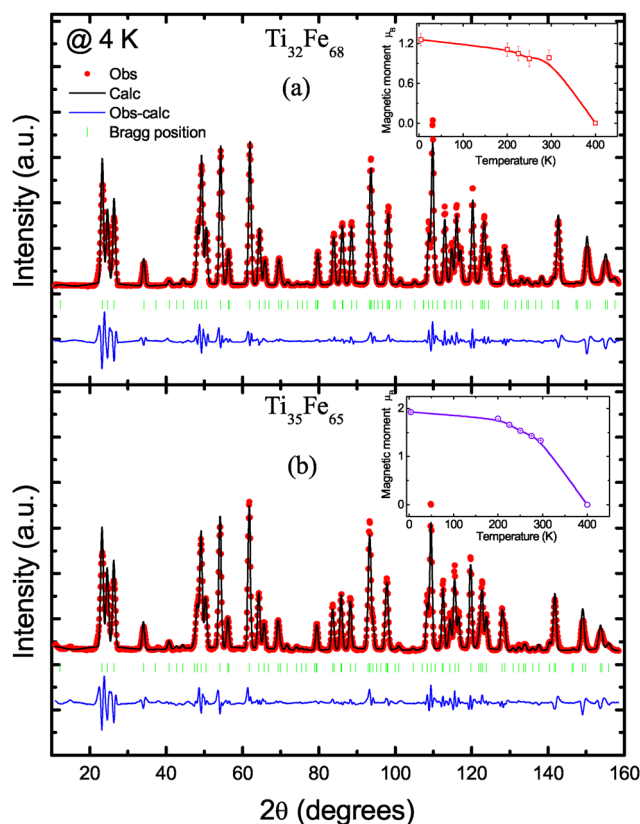 @ 4 K
Ti32Fe68
Obs
Calc
Obs-calc
Bragg position
(a)
Magnetic moment μB
1.2
0.6
0.0
0 100 200 300 400
Temperature (K)
Intensity (a.u.)
Ti35Fe65
(b)
Magnetic moment μB
2
1
0
0 100 200 300 400
Temperature (K)
Intensity (a.u.)
20 40 60 80 100 120 140 160
2θ (degrees)